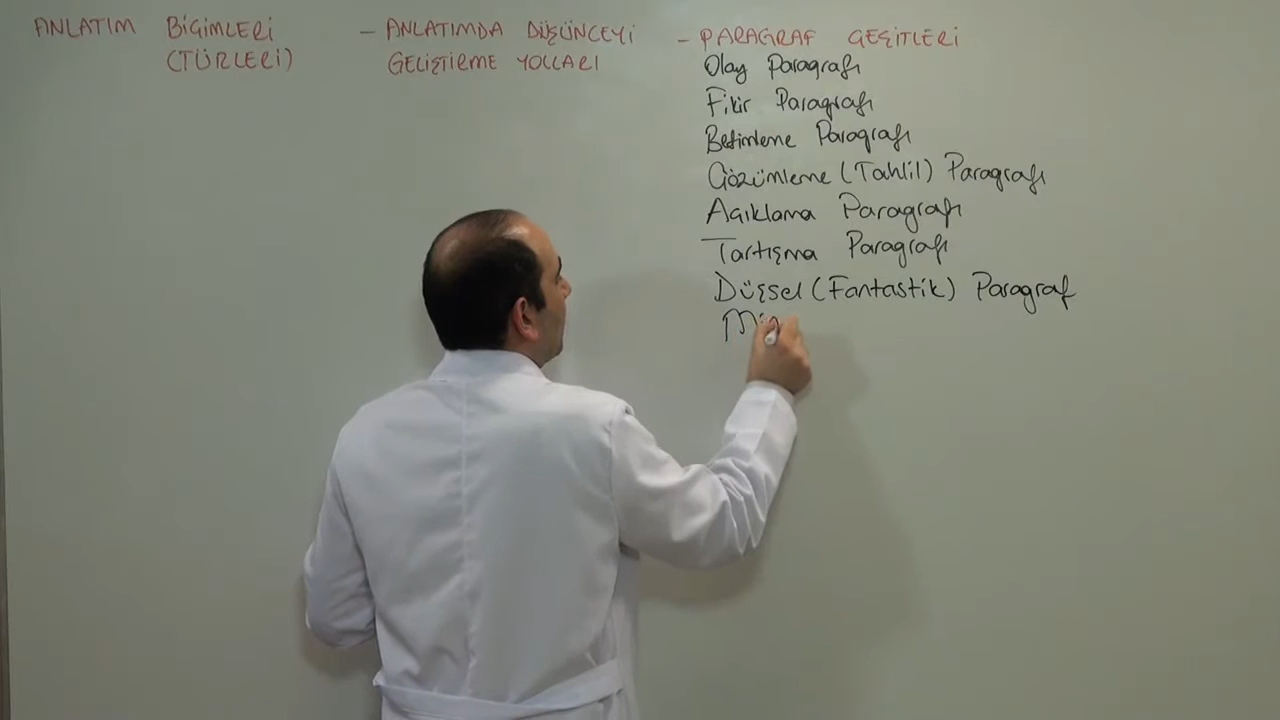 ANLATIM BİÇİMLERİ
(TÜRLERİ)
- ANLATIMDA DÜŞÜNCEYİ
GELİŞTİRME YOLLARI
- PARAGRAF ÇEŞİTLERİ
Olay Paragrafı
Fikir Paragrafı
Betimleme Paragrafı
Çözümleme (Tahlil) Paragrafı
Açıklama Paragrafı
Tartışma Paragrafı
Düşsel (Fantastik) Paragraf